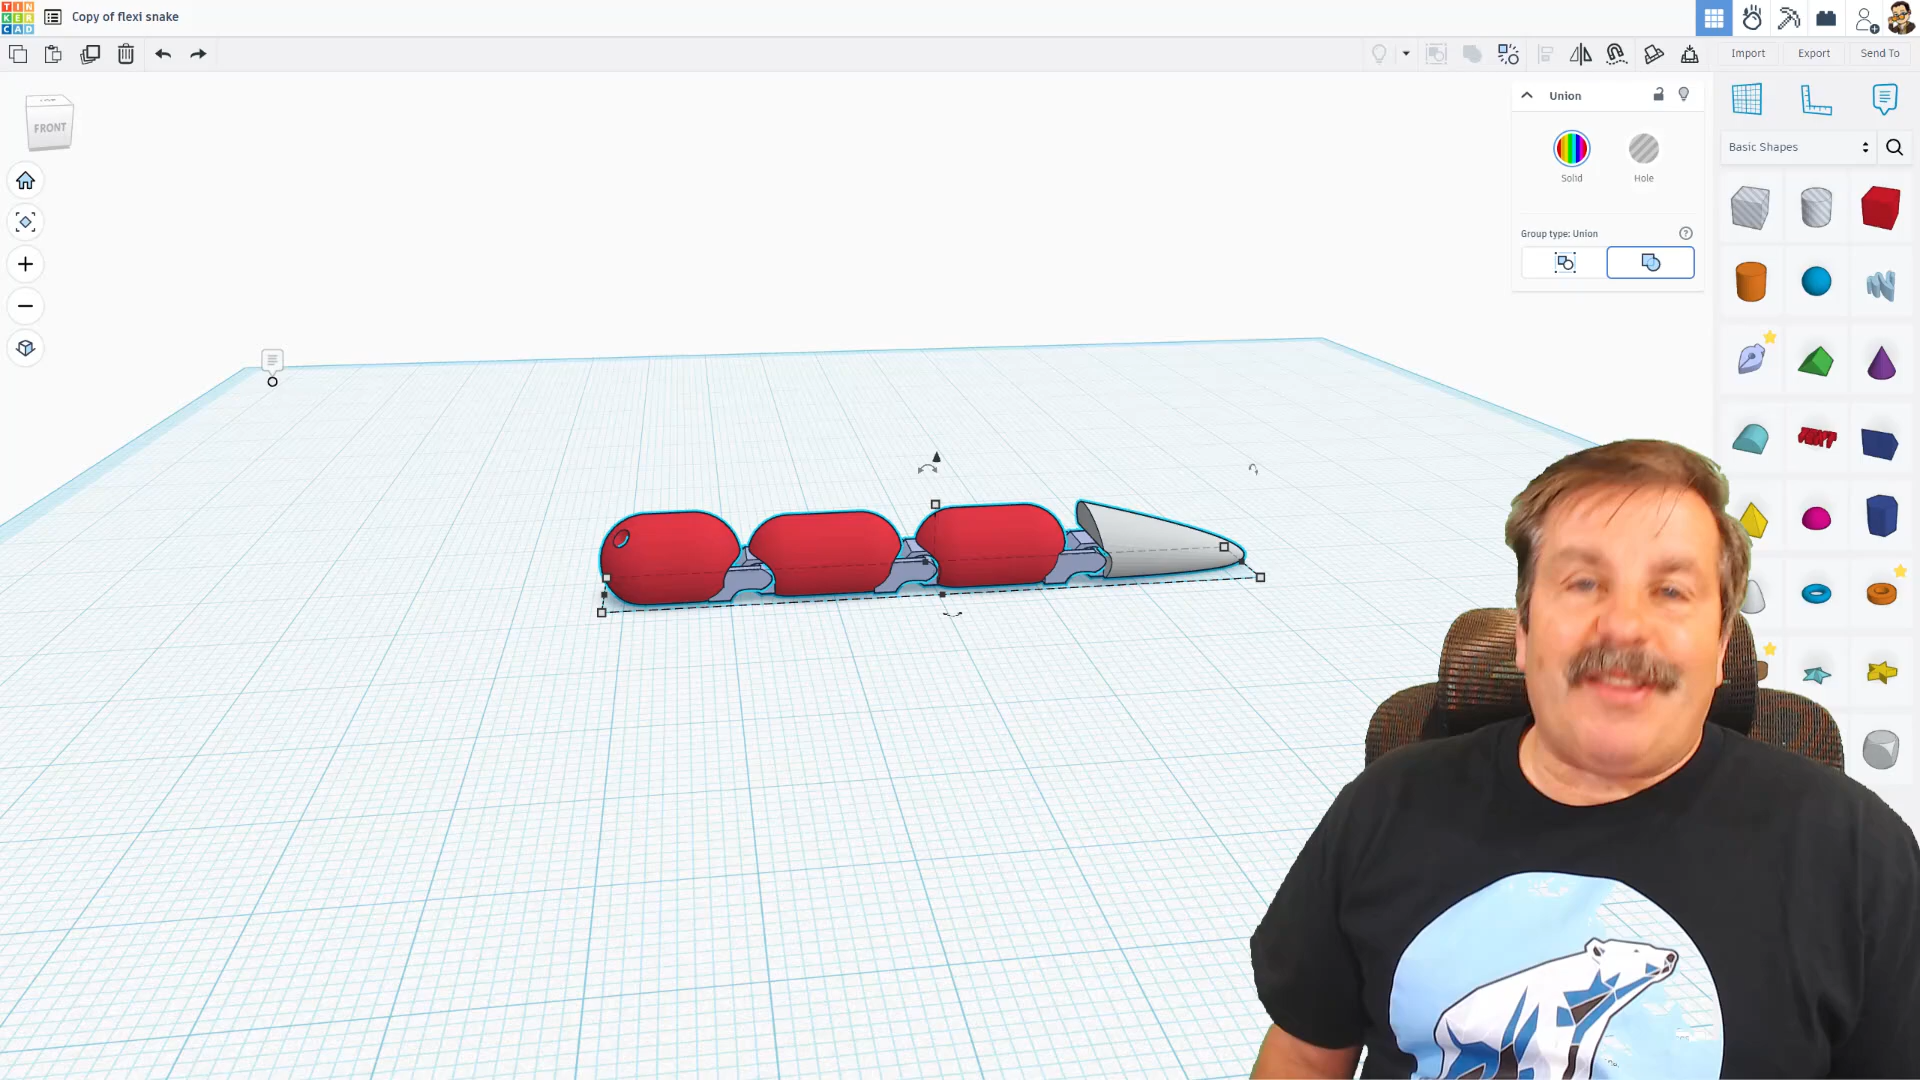 TIN
KER
CAD
Copy of flexi snake
Import
Export
Send To
FRONT
Union
Solid
Hole
Group type: Union
Basic Shapes
TEXT